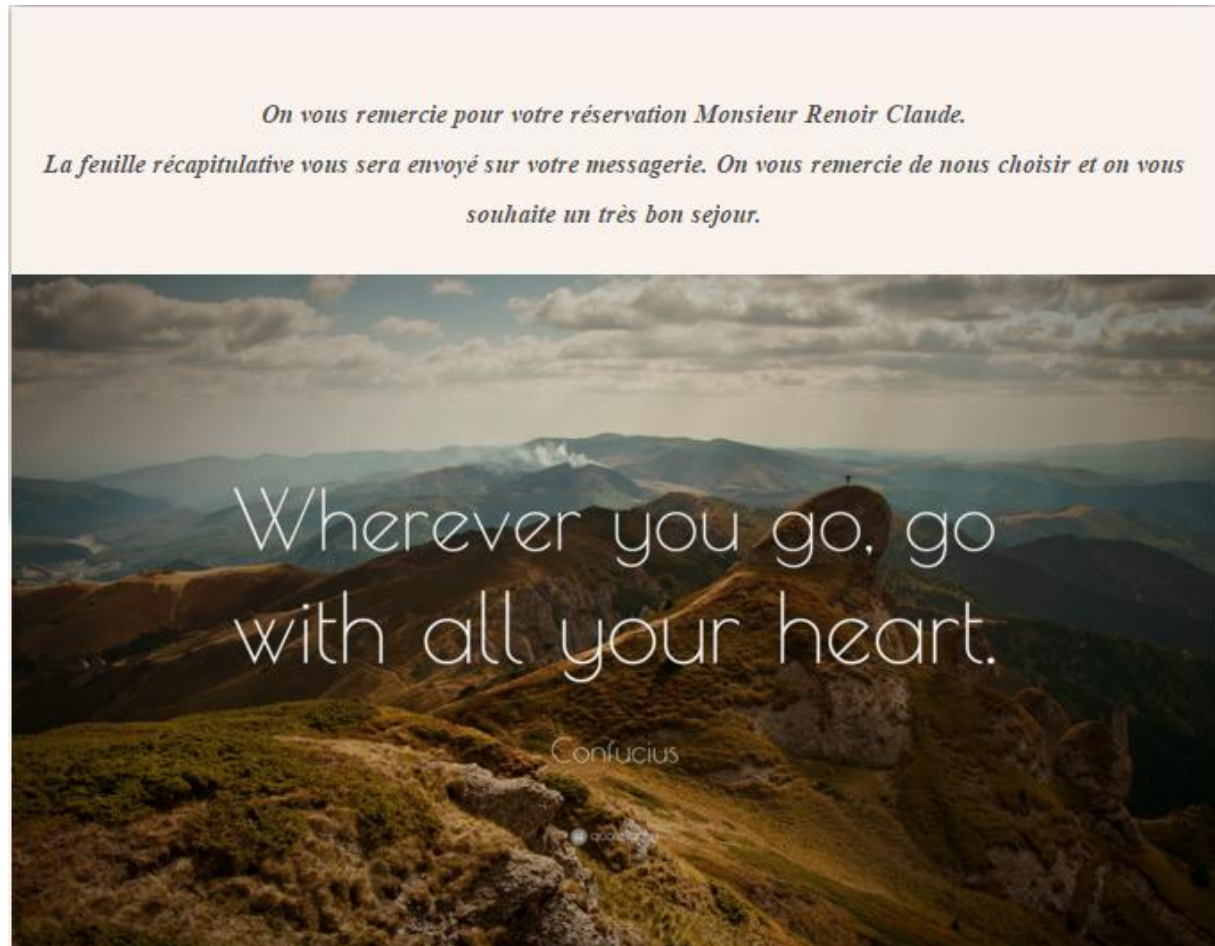 On vous remercie pour votre réservation Monsieur Renoir Claude.
La feuille récapitulative vous sera envoyé sur votre messagerie. On vous remercie de nous choisir et on vous
souhaite un très bon sejour.
Wherever you go, go
with all your heart.
Confucius